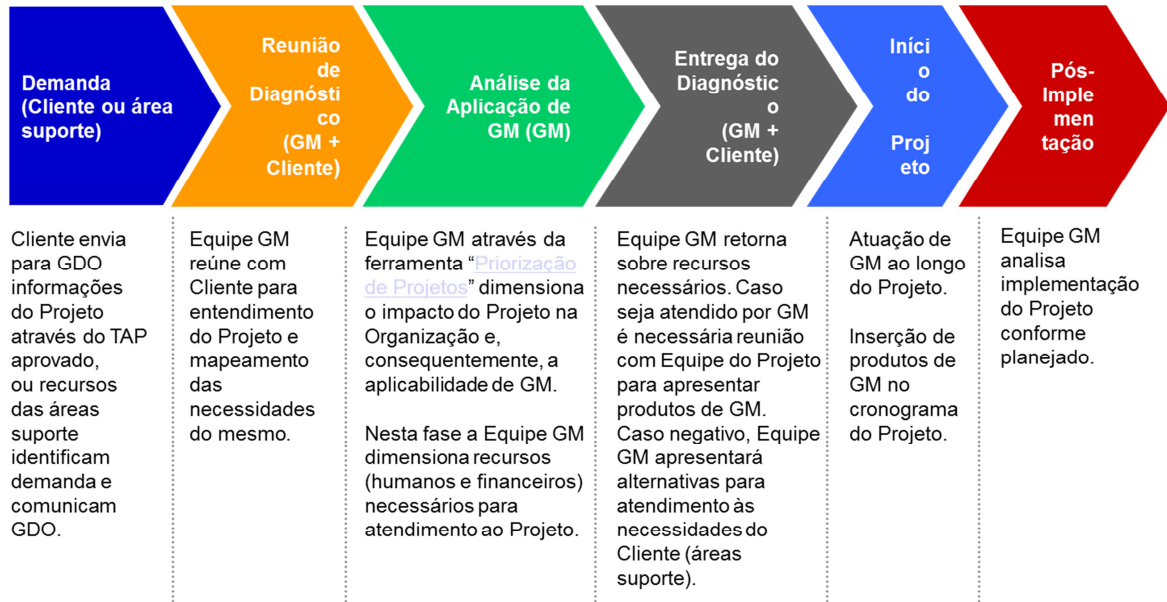 Demanda
(Cliente ou área
suporte)
Reunião
de
Diagnósti
co
(GM +
Cliente)
Análise da
Aplicação de
GM (GM)
Entrega do
Diagnóstic
o
(GM +
Cliente)
Iníci
o
do
Proj
eto
Pós-
Imple
men
tação
Cliente envia
para GDO
informações
do Projeto
através do TAP
aprovado,
ou recursos
das áreas
suporte
identificam
demanda e
comunicam
GDO.
Equipe GM
reúne com
Cliente para
entendimento
do Projeto e
mapeamento
das
necessidades
do mesmo.
Equipe GM através da
ferramenta “Priorização
de Projetos” dimensiona
o impacto do Projeto na
Organização e,
consequentemente, a
aplicabilidade de GM.
Nesta fase a Equipe GM
dimensiona recursos
(humanos e financeiros)
necessários para
atendimento ao Projeto.
Equipe GM retorna
sobre recursos
necessários. Caso
seja atendido por GM
é necessária reunião
com Equipe do Projeto
para apresentar
produtos de GM.
Caso negativo, Equipe
GM apresentará
alternativas para
atendimento às
necessidades do
Cliente (áreas
suporte).
Atuação de
GM ao longo
do Projeto.
Inserção de
produtos de
GM no
cronograma
do Projeto.
Equipe GM
analisa
implementação
do Projeto
conforme
planejado.